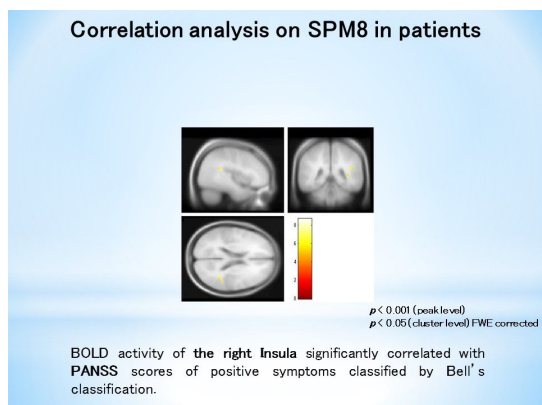 Correlation analysis on SPM8 in patients
p < 0.001 (peak level)
p < 0.05 (cluster level) FWE corrected
BOLD activity of the right Insula significantly correlated with
PANSS scores of positive symptoms classified by Bell's
classification.